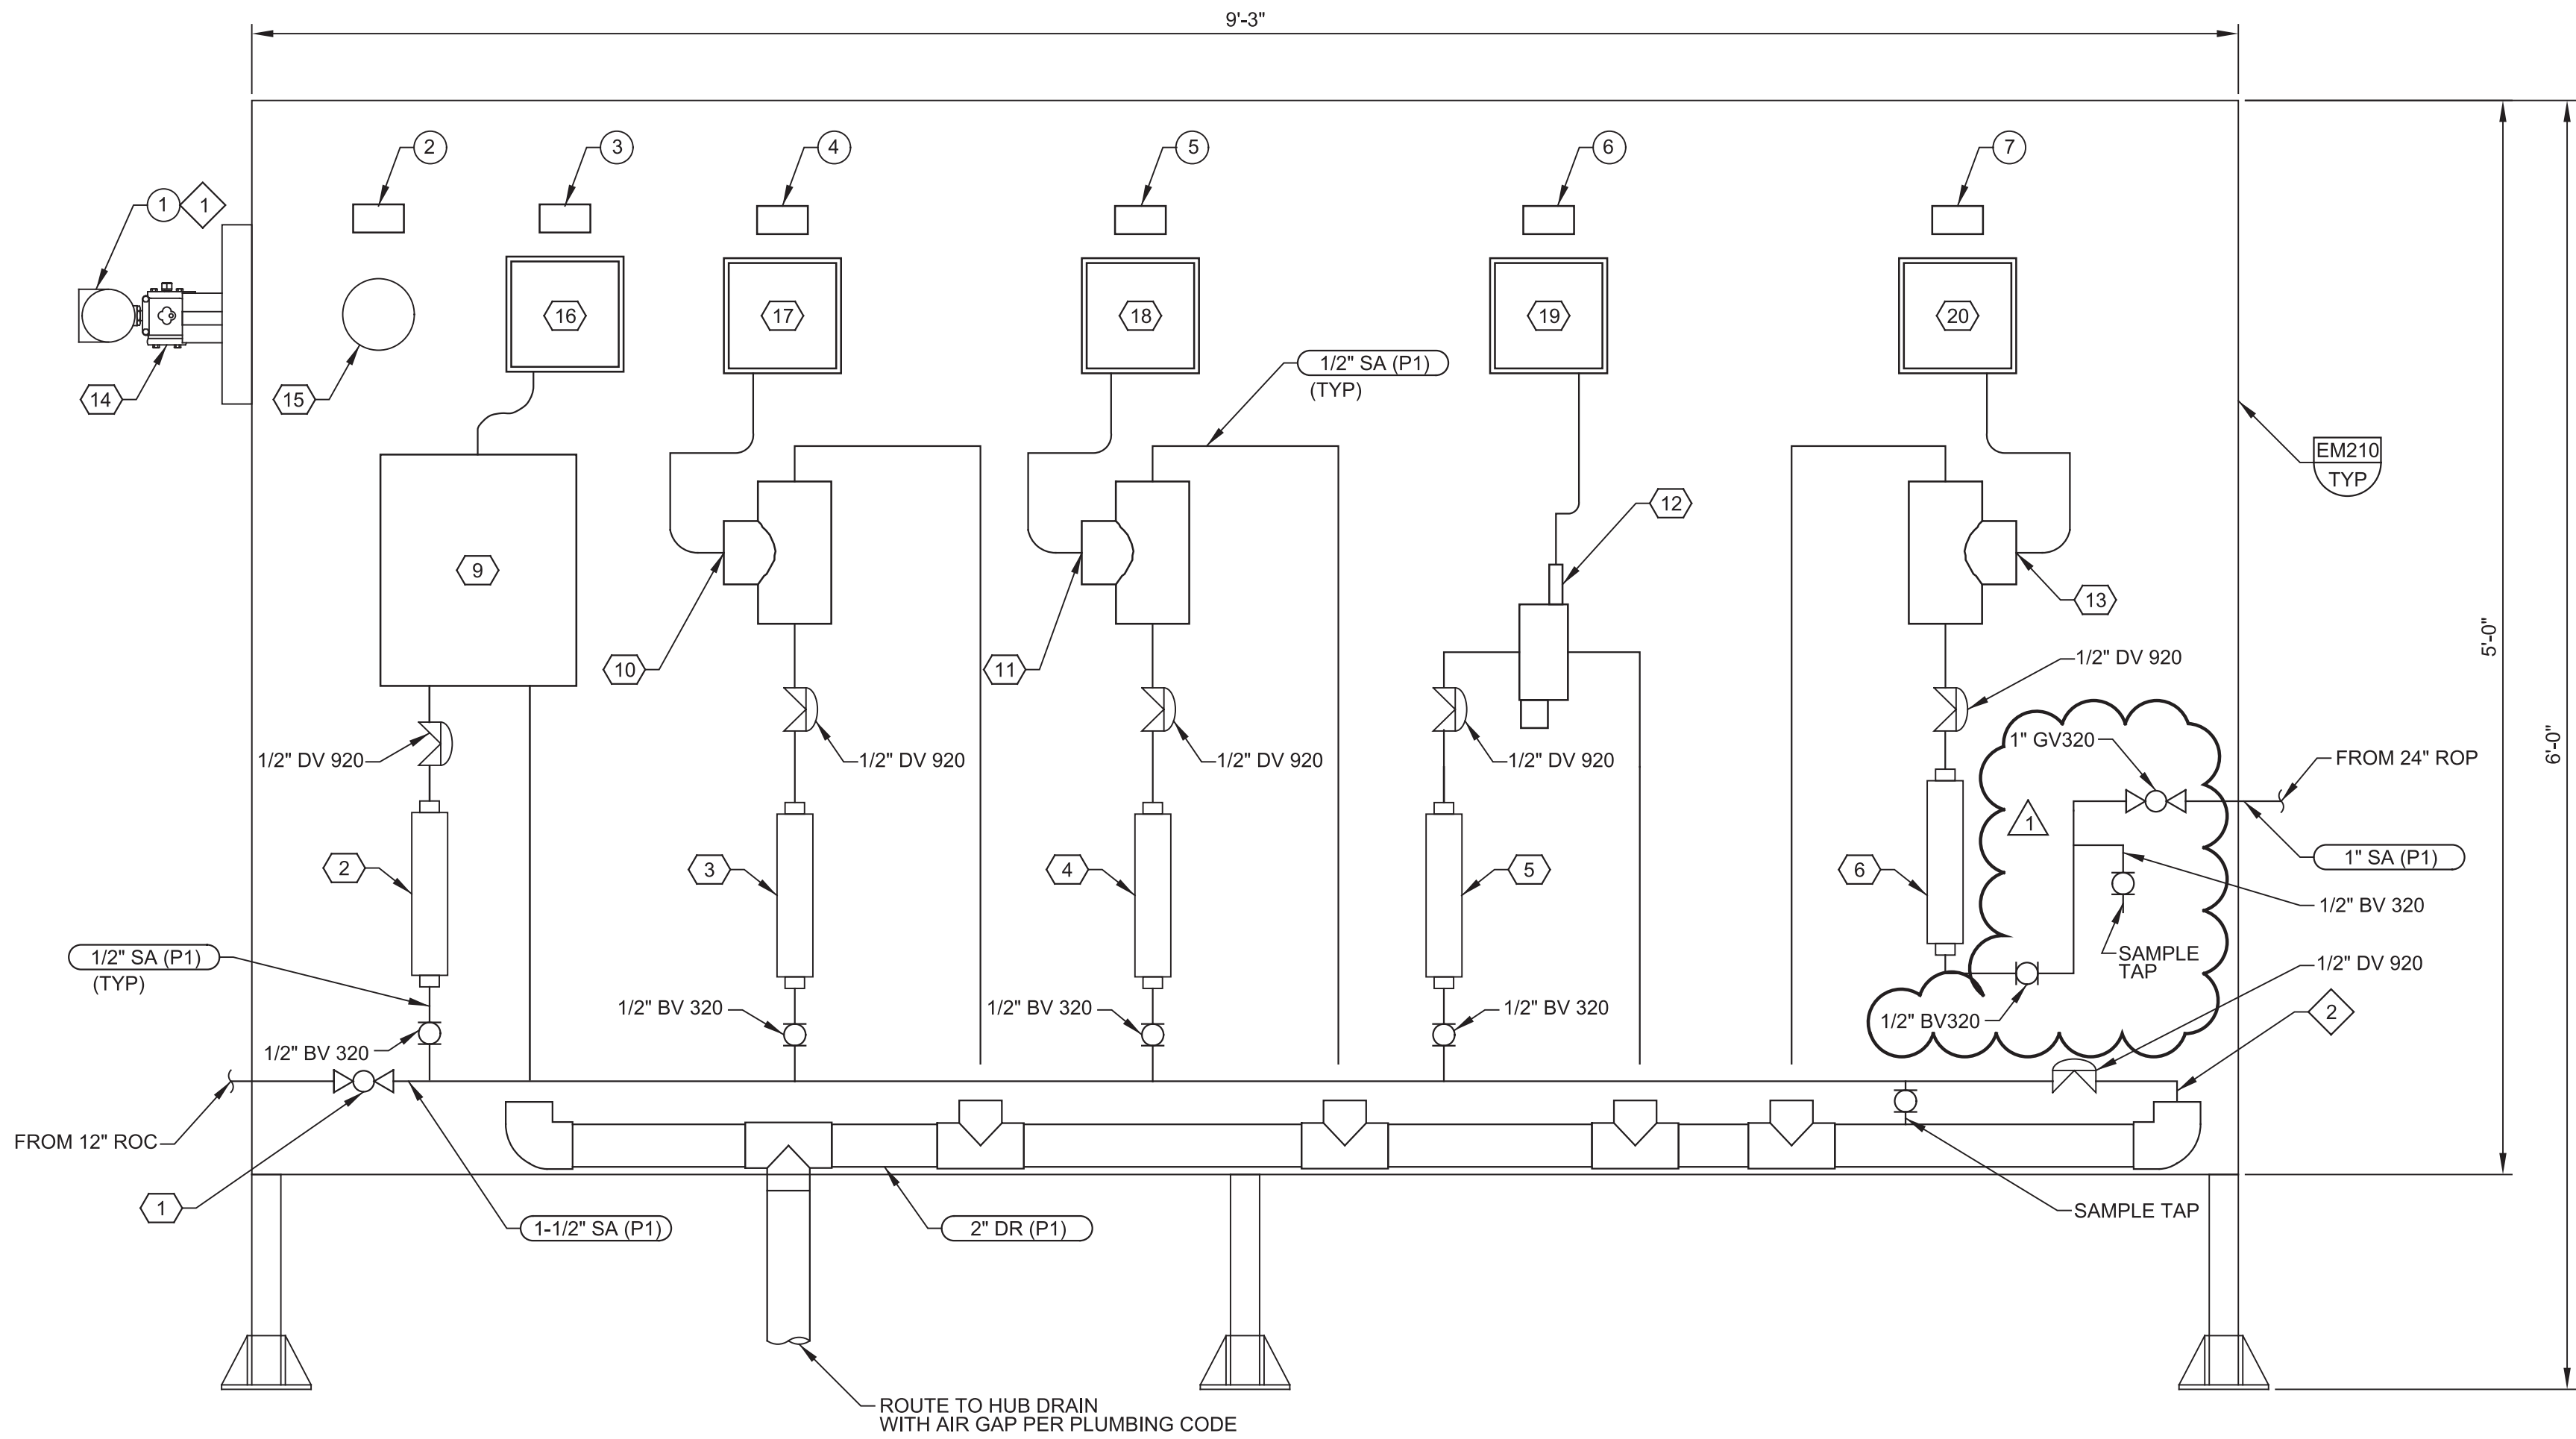 9'-3"
2
3
4
5
6
7
1
1
16
17
18
19
20
14
15
1/2" SA (P1)
(TYP)
EM210
TYP
12
9
13
10
11
5'-0"
6'-0"
1/2" DV 920
1/2" DV 920
1/2" DV 920
1/2" DV 920
1/2" DV 920
1" GV320
FROM 24" ROP
1
2
3
4
5
6
1" SA (P1)
1/2" BV 320
SAMPLE
TAP
1/2" SA (P1)
(TYP)
1/2" DV 920
1/2" BV 320
1/2" BV 320
1/2" BV 320
1/2" BV320
2
1/2" BV 320
FROM 12" ROC
1
1-1/2" SA (P1)
2" DR (P1)
SAMPLE TAP
ROUTE TO HUB DRAIN
WITH AIR GAP PER PLUMBING CODE